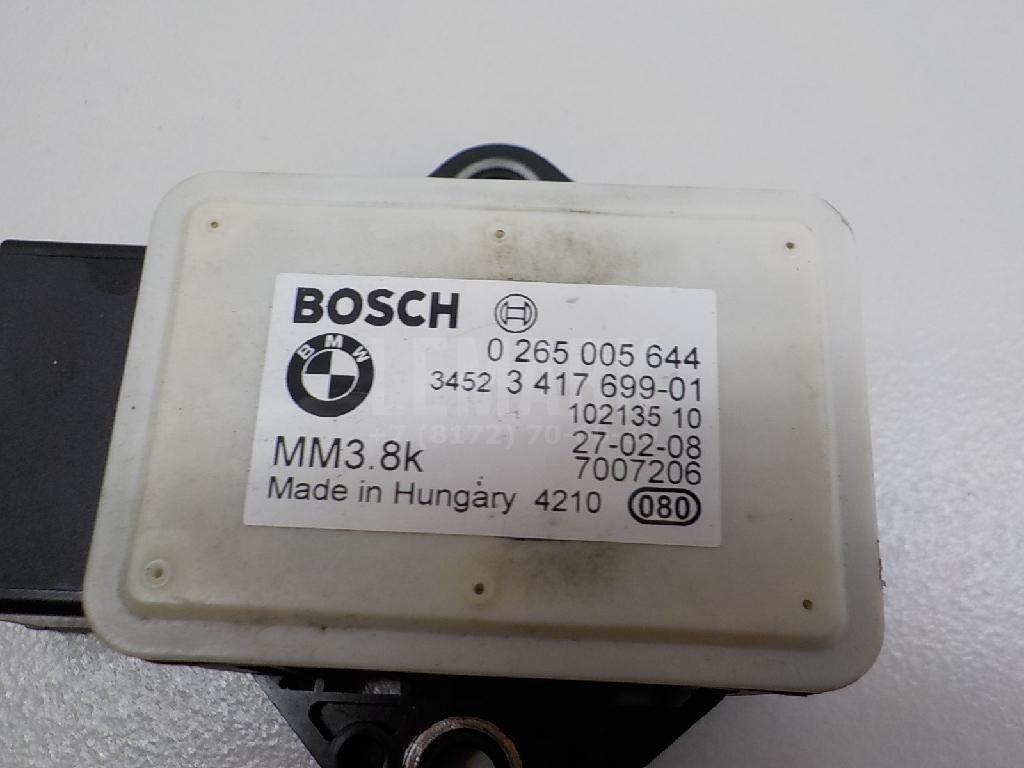 BOSCH
BMW
0 265 005 644
3452 3 417 699-01
102135 10
27-02-08
MM3.8k
7007206
Made in Hungary 4210 080